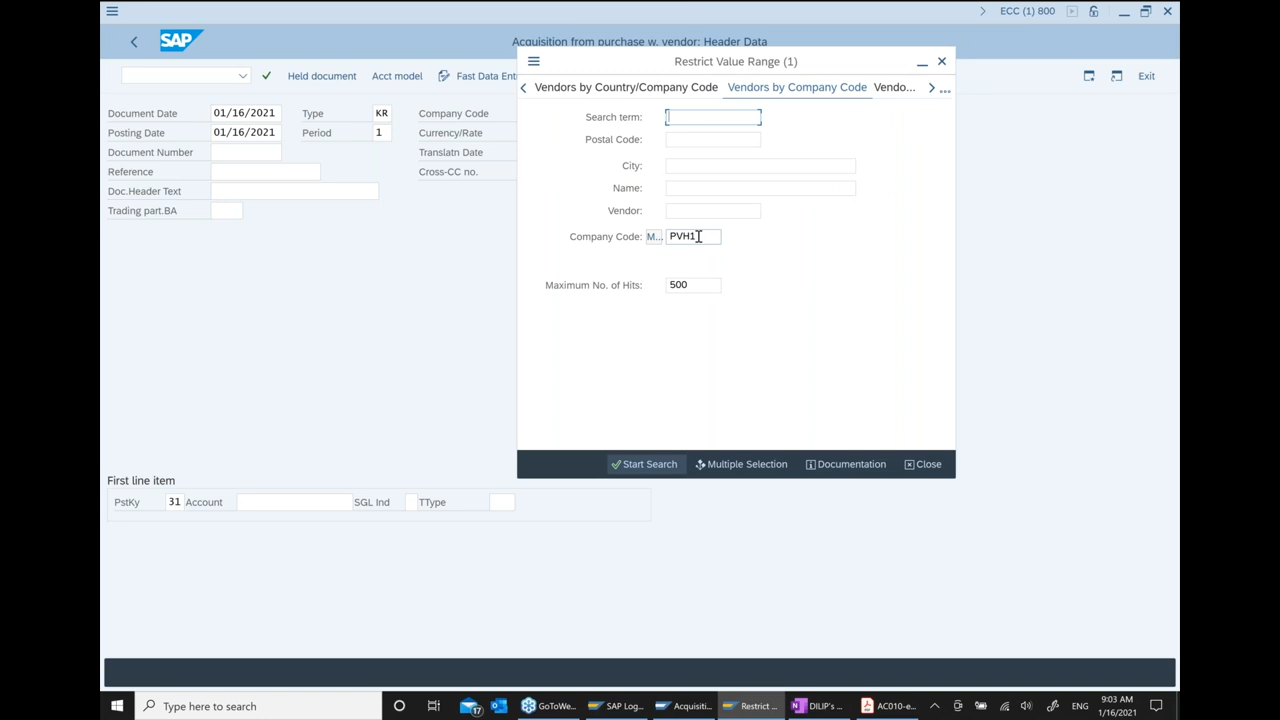 ECC (1) 800
SAP
Acquisition from purchase w. vendor: Header Data
Held document
Acct model
Fast Data Ent
Exit
Document Date 01/16/2021 Type KR Company Code
Posting Date 01/16/2021 Period 1 Currency/Rate
Document Number Translatn Date
Reference Cross-CC no.
Doc.Header Text
Trading part.BA
Restrict Value Range (1)
Vendors by Country/Company Code Vendors by Company Code Vendo... ...
Search term:
Postal Code:
City:
Name:
Vendor:
Company Code: M... PVH1
Maximum No. of Hits: 500
Start Search Multiple Selection Documentation Close
First line item
PstKy 31 Account SGL Ind TType
Type here to search
17
GoToWe...
SAP Log...
Acquisiti...
Restrict ...
DILIP's ...
AC010-e...
ENG
9:03 AM
1/16/2021